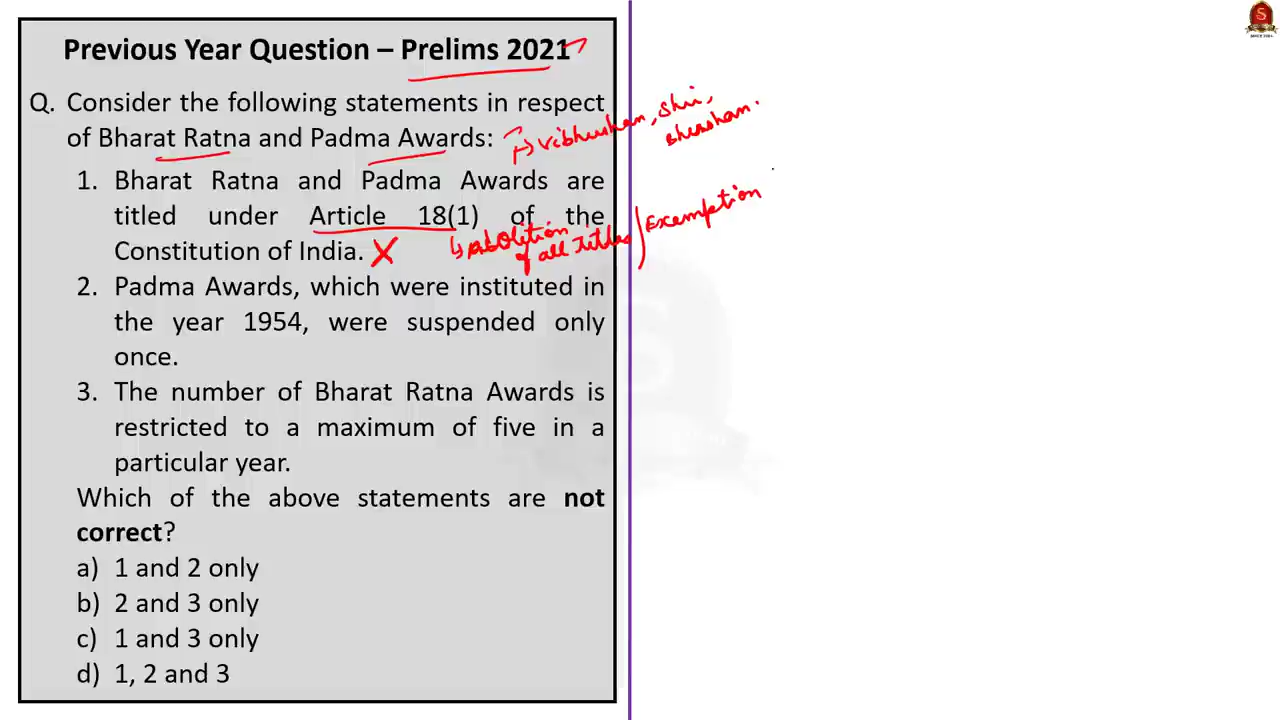 Previous Year Question – Prelims 2021
Q. Consider the following statements in respect
of Bharat Ratna and Padma Awards:
vibhushan, Shri,
Bhushan.
1. Bharat Ratna and Padma Awards are
titled under Article 18(1) of the
Constitution of India. X
Abolition
of all Titles
Exemption
2. Padma Awards, which were instituted in
the year 1954, were suspended only
once.
3. The number of Bharat Ratna Awards is
restricted to a maximum of five in a
particular year.
Which of the above statements are not
correct?
a) 1 and 2 only
b) 2 and 3 only
c) 1 and 3 only
d) 1, 2 and 3
S